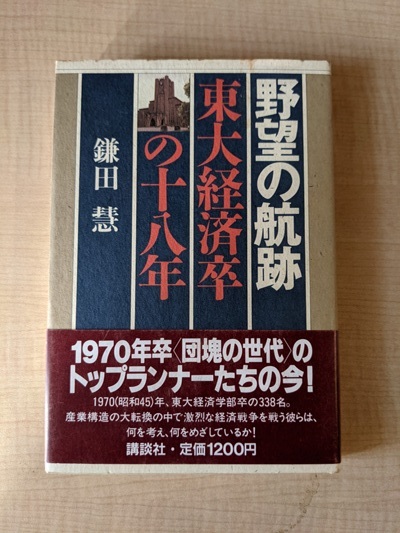 野望の航跡
東大経済卒
の十八年
鎌田 慧
1970年卒〈団塊の世代〉の
トップランナーたちの今!
1970(昭和45)年、東大経済学部卒の338名。
産業構造の大転換の中で激烈な経済戦争を戦う彼らは、
何を考え、何をめざしているか!
講談社・定価1200円